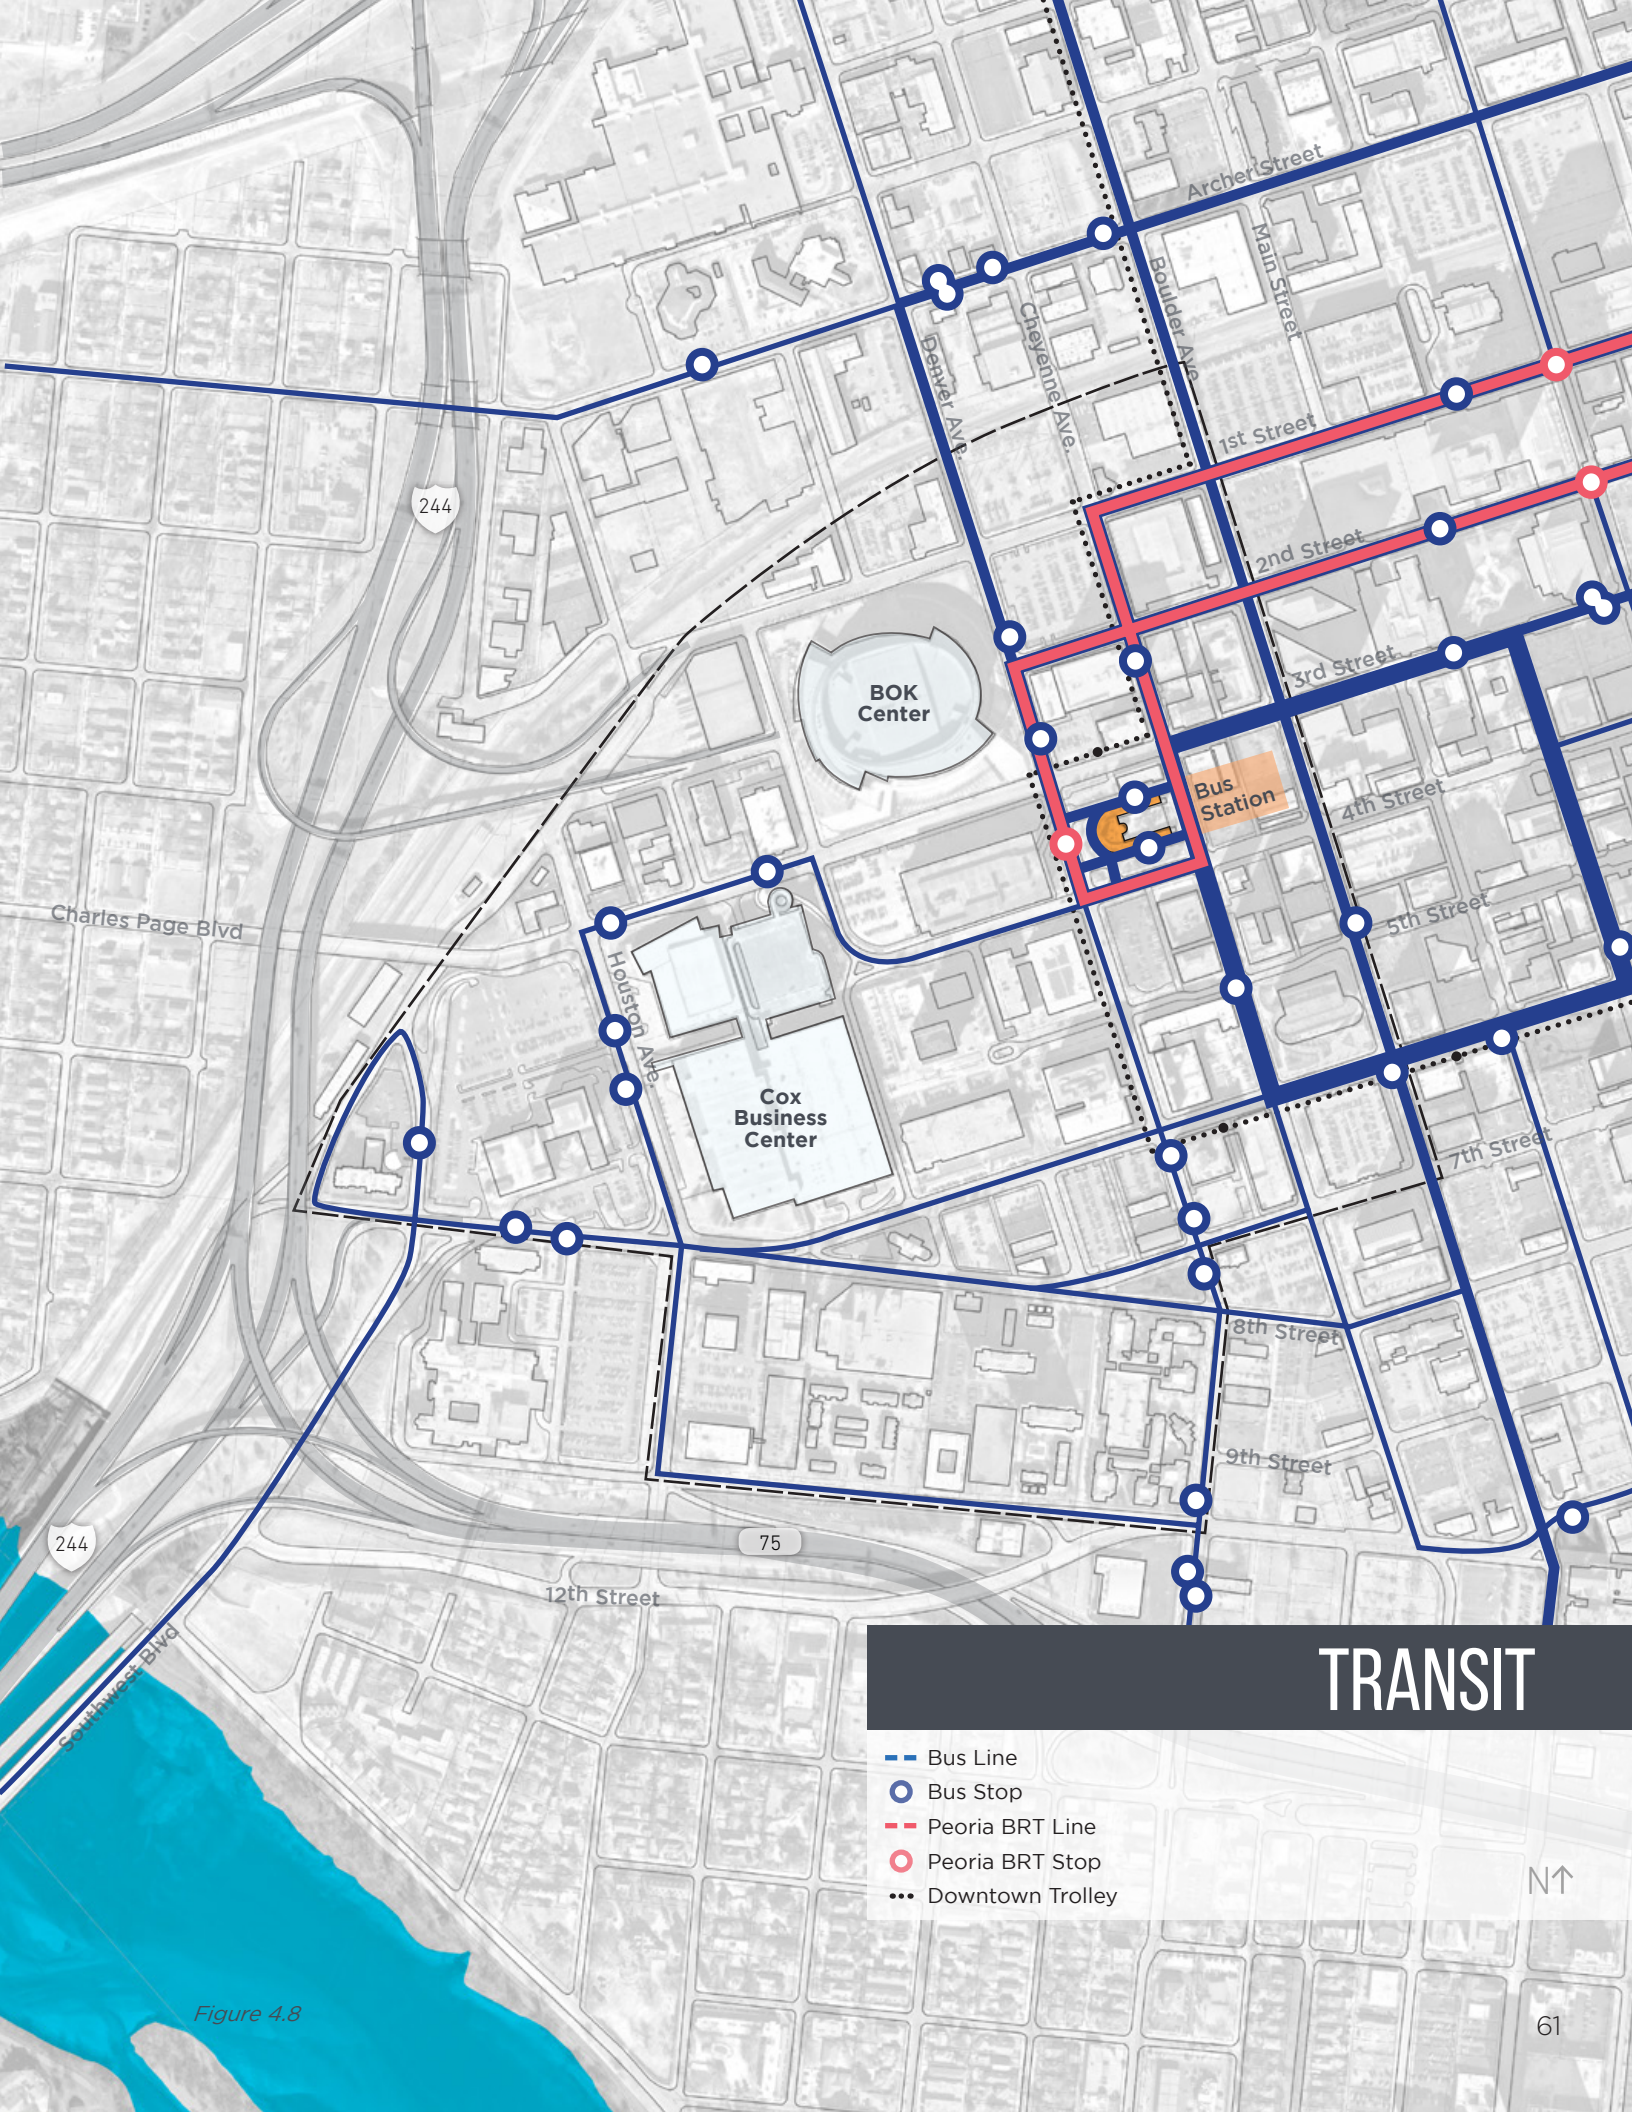 Archer Street
Main Street
Boulder Ave.
Cheyenne Ave.
Denver Ave.
1st Street
244
2nd Street
3rd Street
BOK
Center
Bus
Station
4th Street
5th Street
Charles Page Blvd
Houston Ave.
Cox
Business
Center
7th Street
8th Street
9th Street
244
75
12th Street
Southwest Blvd
TRANSIT
Bus Line
Bus Stop
Peoria BRT Line
Peoria BRT Stop
Downtown Trolley
N↑
Figure 4.8
61